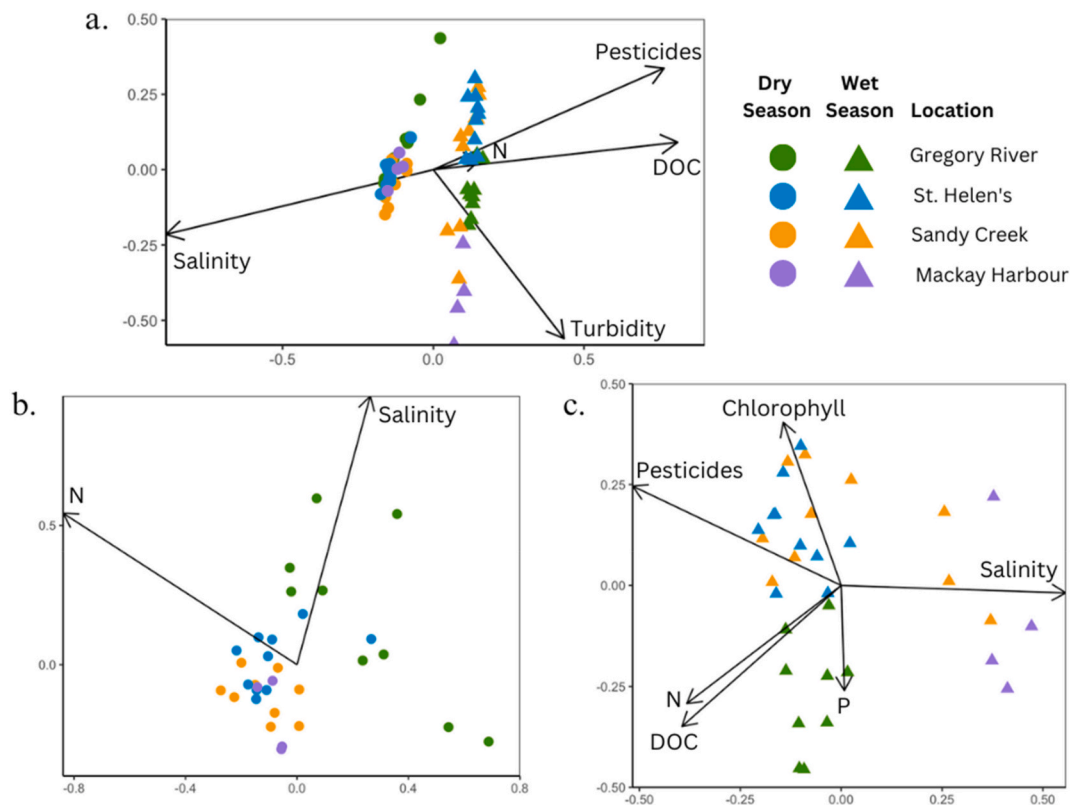 a.
0.50
0.25
0.00
-0.25
-0.50
-0.5
0.0
0.5
Pesticides
N
DOC
Salinity
Turbidity
Dry Season
Wet Season
Location
Gregory River
St. Helen's
Sandy Creek
Mackay Harbour
b.
Salinity
N
0.5
0.0
-0.8
-0.4
0.0
0.4
0.8
c.
0.50
0.25
0.00
-0.25
-0.50
Chlorophyll
Pesticides
Salinity
N
DOC
P
-0.50
-0.25
0.00
0.25
0.50